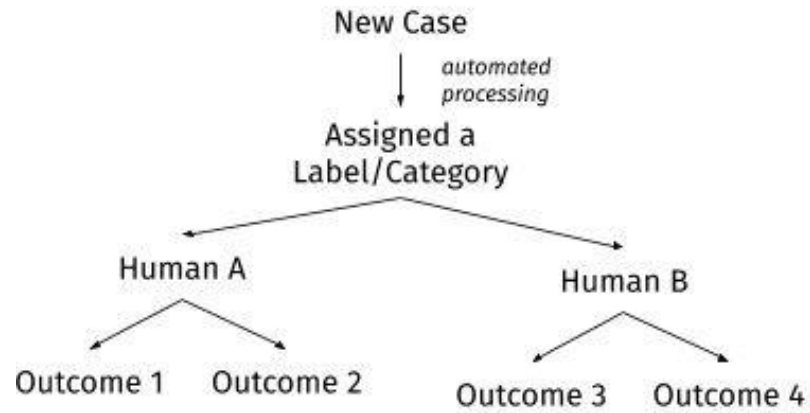 New Case
automated
processing
Assigned a
Label/Category
Human A
Human B
Outcome 1
Outcome 2
Outcome 3
Outcome 4